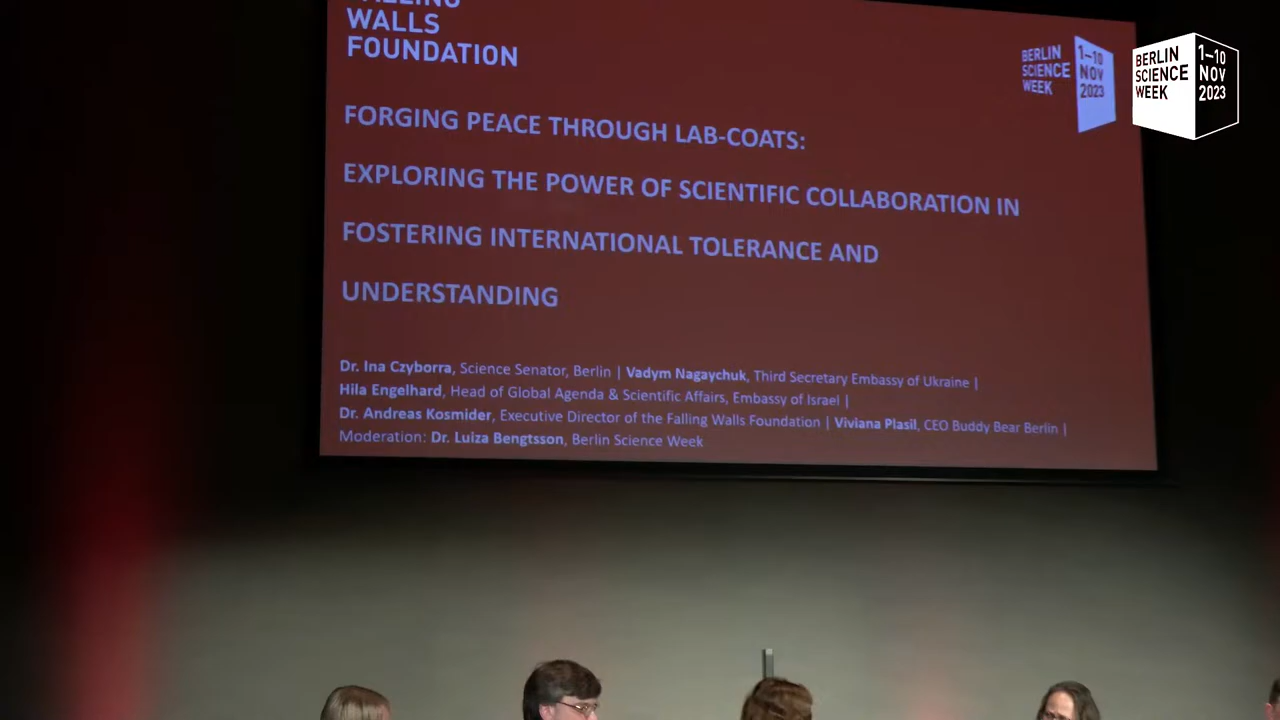 WALLS
FOUNDATION
BERLIN
SCIENCE
WEEK
1–10
NOV
2023
BERLIN
SCIENCE
WEEK
1–10
NOV
2023
FORGING PEACE THROUGH LAB-COATS:
EXPLORING THE POWER OF SCIENTIFIC COLLABORATION IN
FOSTERING INTERNATIONAL TOLERANCE AND
UNDERSTANDING
Dr. Ina Czyborra, Science Senator, Berlin | Vadym Nagaychuk, Third Secretary Embassy of Ukraine |
Hila Engelhard, Head of Global Agenda & Scientific Affairs, Embassy of Israel |
Dr. Andreas Kosmider, Executive Director of the Falling Walls Foundation | Viviana Plasil, CEO Buddy Bear Berlin |
Moderation: Dr. Luiza Bengtsson, Berlin Science Week